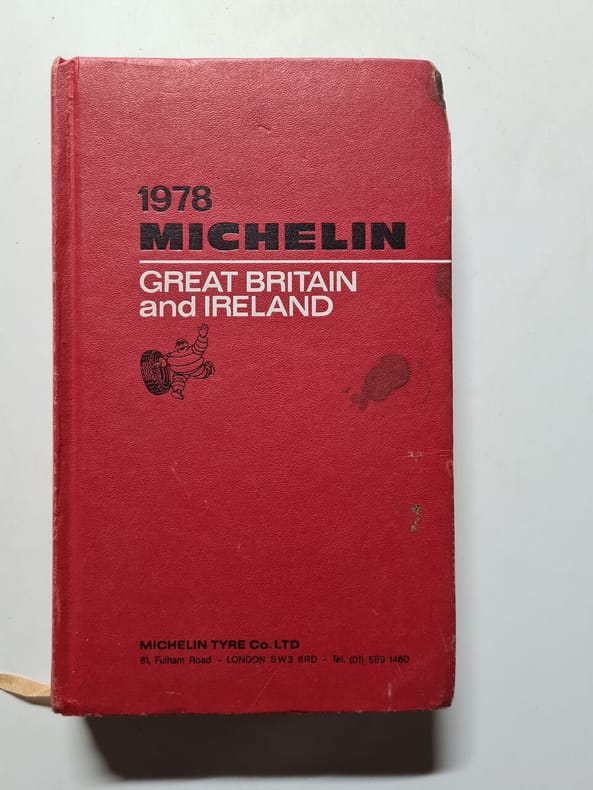 1978
MICHELIN
GREAT BRITAIN
and IRELAND
MICHELIN TYRE Co. LTD
81, Fulham Road - LONDON SW3 6RD - Tel. (01) 589 1460